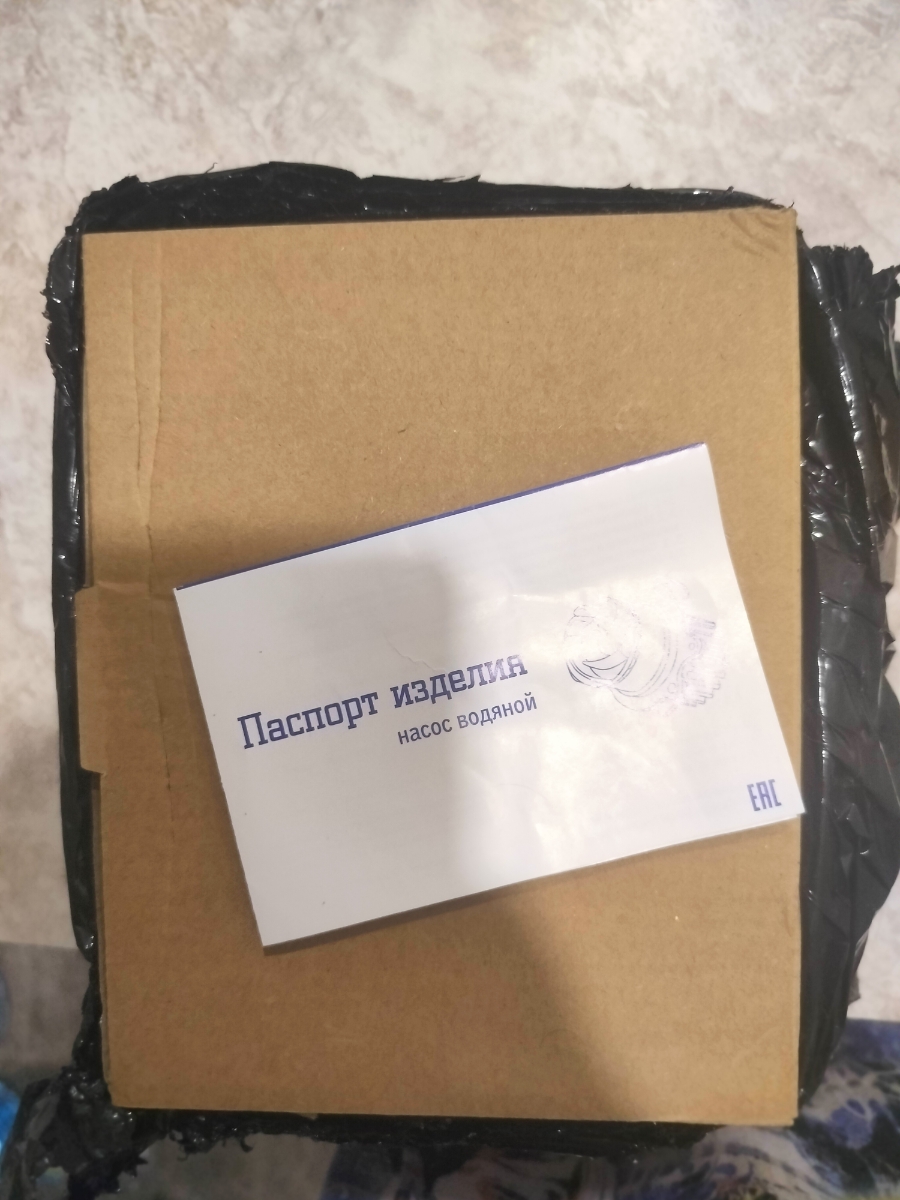 Паспорт изделия
насос водяной
EAC